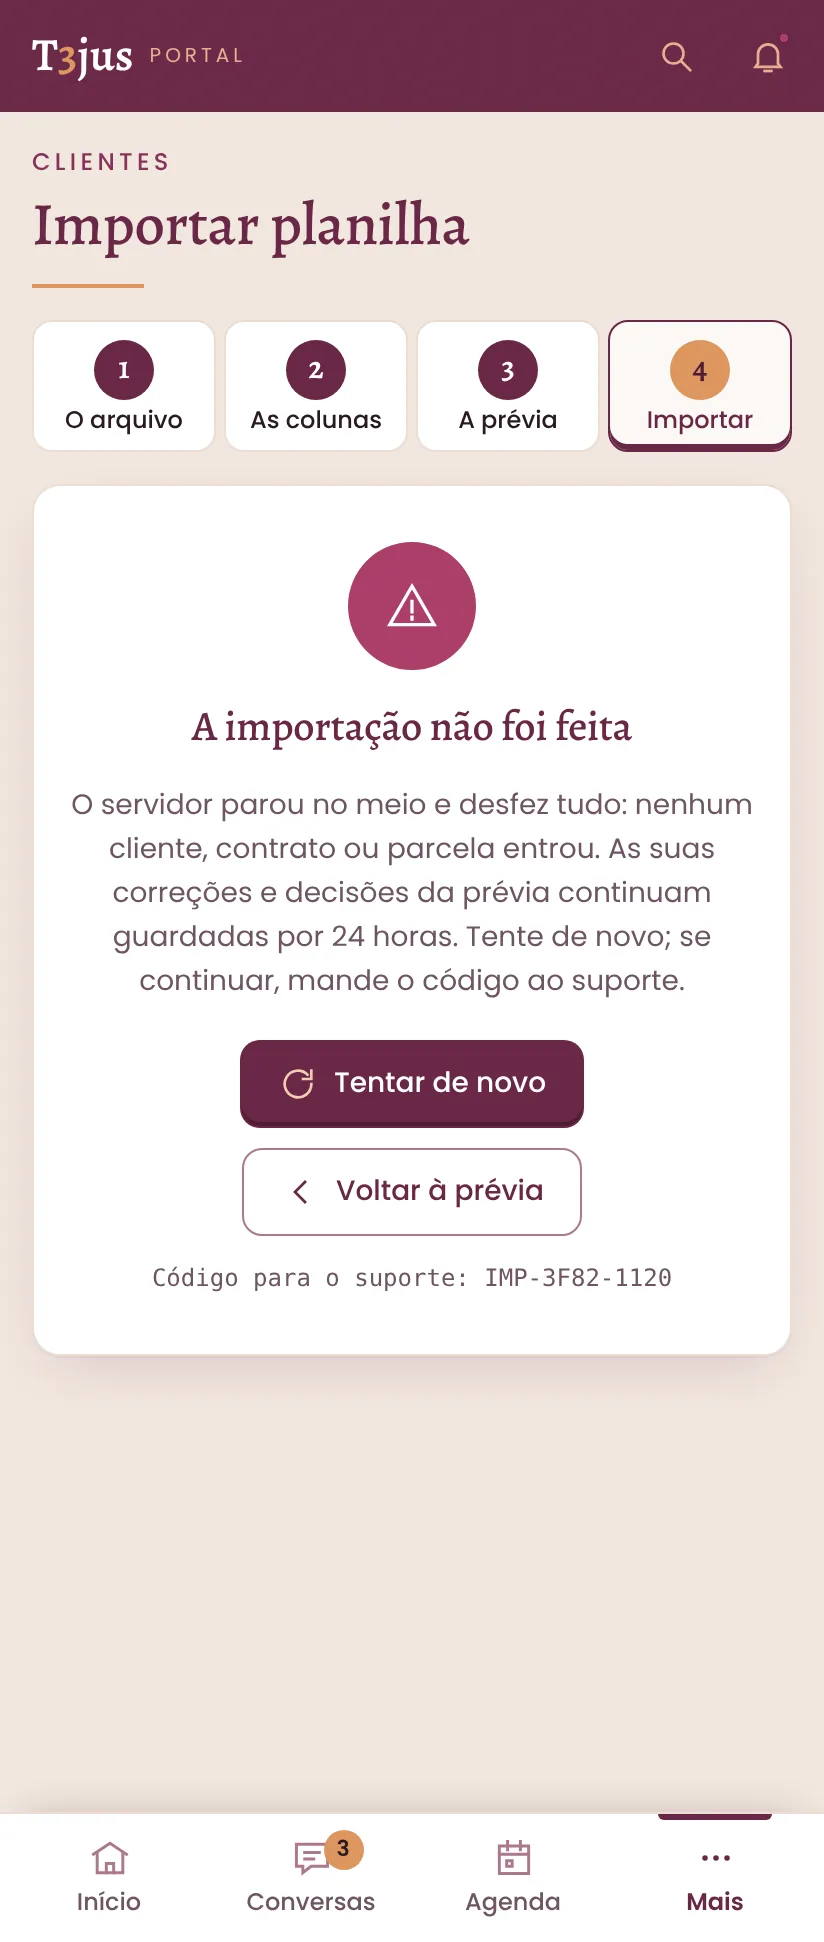 T3jus PORTAL
CLIENTES
Importar planilha
1
O arquivo
2
As colunas
3
A prévia
4
Importar
A importação não foi feita
O servidor parou no meio e desfez tudo: nenhum
cliente, contrato ou parcela entrou. As suas
correções e decisões da prévia continuam
guardadas por 24 horas. Tente de novo; se
continuar, mande o código ao suporte.
Tentar de novo
Voltar à prévia
Código para o suporte: IMP-3F82-1120
3
Início
Conversas
Agenda
Mais